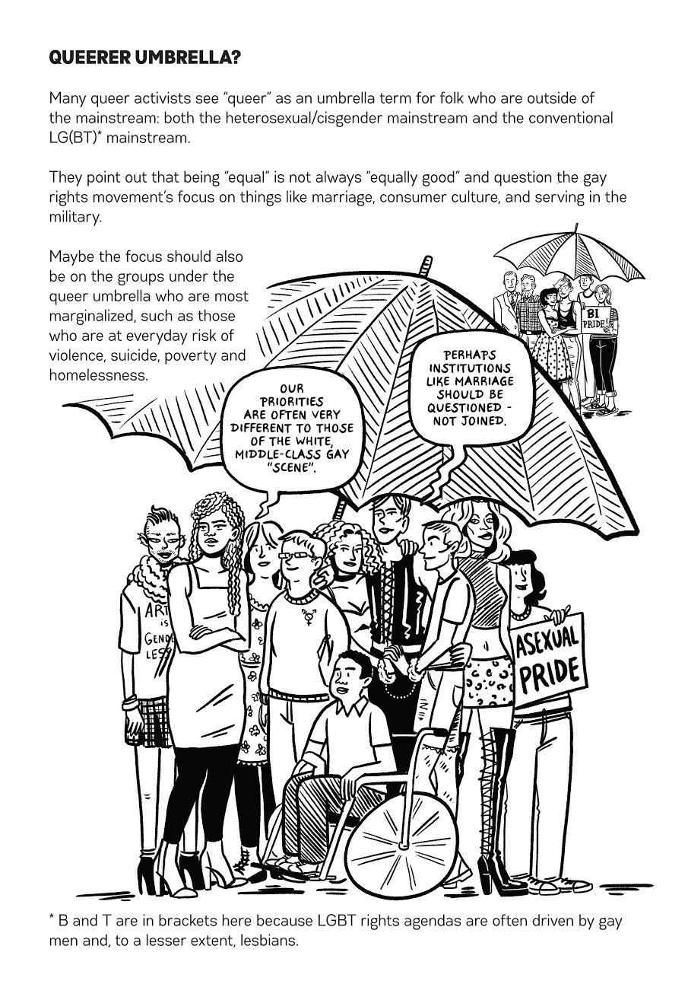 QUEERER UMBRELLA?
Many queer activists see “queer” as an umbrella term for folk who are outside of
the mainstream: both the heterosexual/cisgender mainstream and the conventional
LG(BT)* mainstream.
They point out that being “equal” is not always “equally good” and question the gay
rights movement’s focus on things like marriage, consumer culture, and serving in the
military.
Maybe the focus should also
be on the groups under the
queer umbrella who are most
marginalized, such as those
who are at everyday risk of
violence, suicide, poverty and
homelessness.
BI
PRIDE!
OUR
PRIORITIES
ARE OFTEN VERY
DIFFERENT TO THOSE
OF THE WHITE,
MIDDLE-CLASS GAY
“SCENE”.
PERHAPS
INSTITUTIONS
LIKE MARRIAGE
SHOULD BE
QUESTIONED -
NOT JOINED.
ART
IS
GENDE
LESS
ASEXUAL
PRIDE
* B and T are in brackets here because LGBT rights agendas are often driven by gay
men and, to a lesser extent, lesbians.